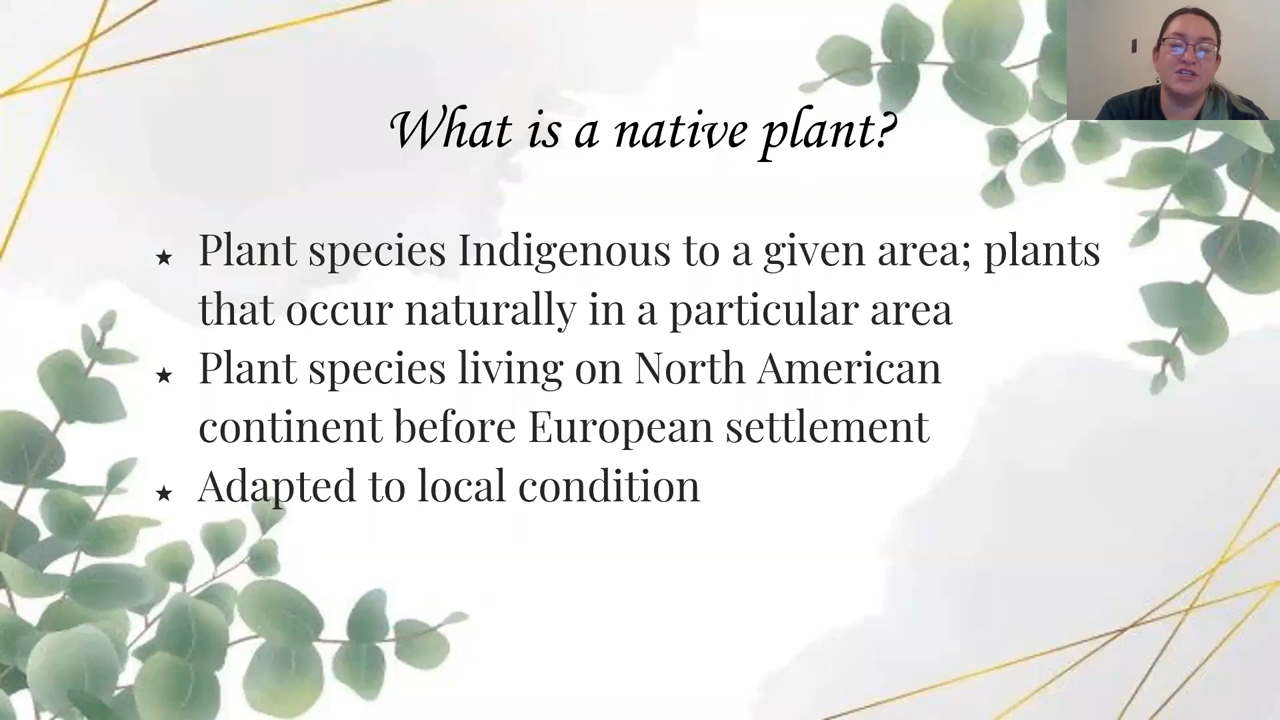 What is a native plant?
★ Plant species Indigenous to a given area; plants
that occur naturally in a particular area
★ Plant species living on North American
continent before European settlement
★ Adapted to local condition